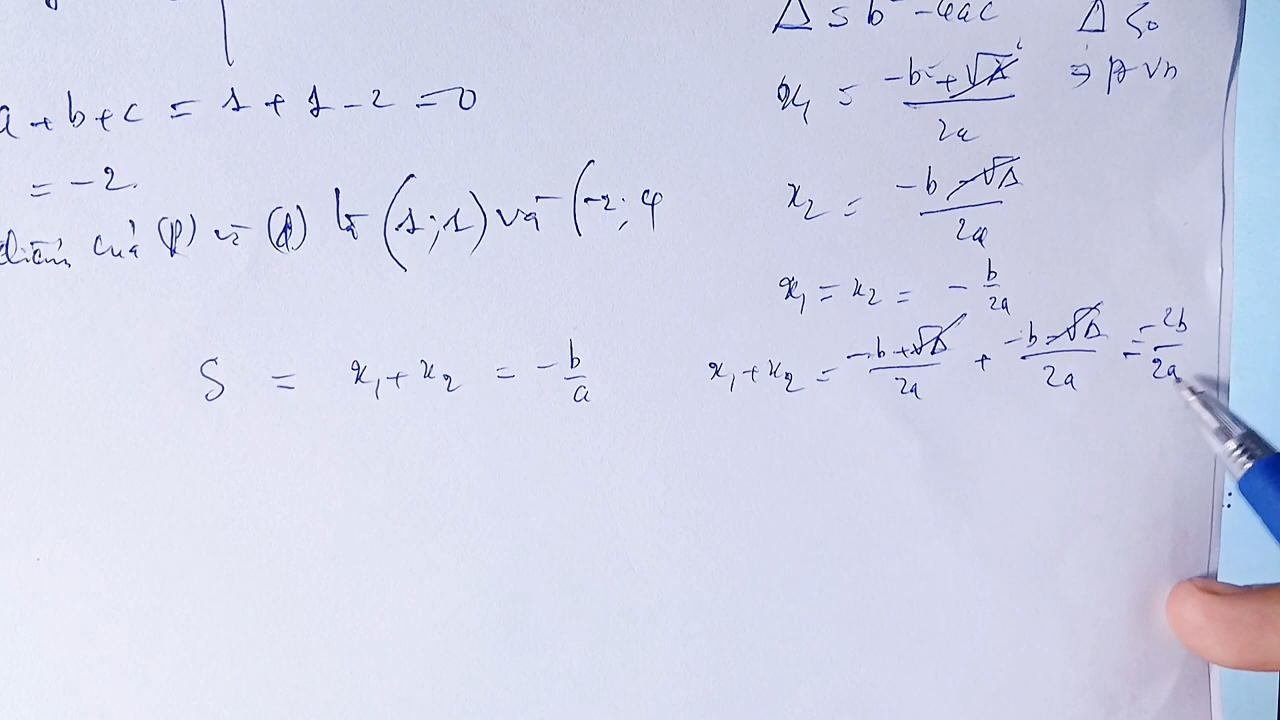 a + b + c = 1 + 1 - 2 = 0
= -2.
điểm của (P) và (d) là (1; 1) và (-2; 4
S = x₁ + x₂ = -b/a
Δ = b² - 4ac Δ < 0
x₁ = (-b + √Δ)/2a ⇒ pt vn
x₂ = (-b - √Δ)/2a
x₁ = x₂ = -b/2a
x₁ + x₂ = (-b + √Δ)/2a + (-b - √Δ)/2a = -2b/2a